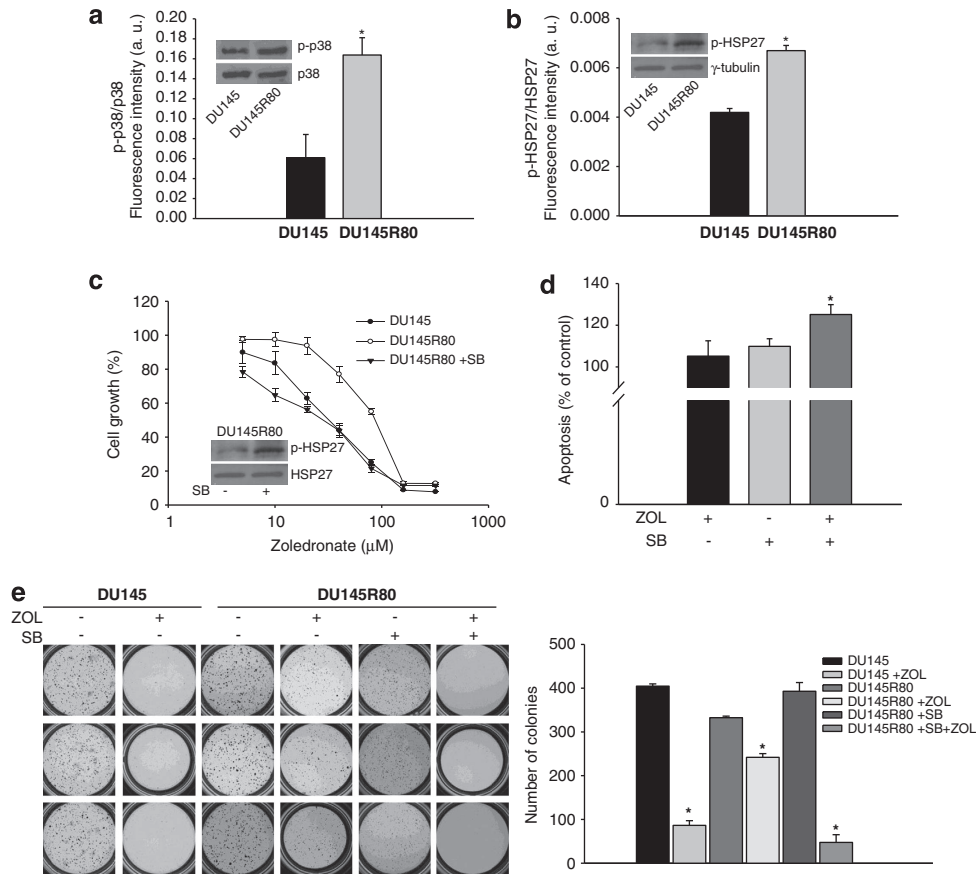 a
p-p38/p38
Fluorescence intensity (a. u.)
0.20
0.18
0.16
0.14
0.12
0.10
0.08
0.06
0.04
0.02
0.00
p-p38
p38
DU145
DU145R80
*
DU145 DU145R80
b
p-HSP27/HSP27
Fluorescence intensity (a. u.)
0.008
0.006
0.004
0.002
0.000
p-HSP27
γ-tubulin
DU145
DU145R80
*
DU145 DU145R80
c
Cell growth (%)
120
100
80
60
40
20
0
DU145
DU145R80
DU145R80 +SB
DU145R80
p-HSP27
HSP27
SB - +
1 10 100 1000
Zoledronate (µM)
d
Apoptosis (% of control)
140
120
100
0
*
ZOL + - +
SB - + +
e
DU145 DU145R80
ZOL - + - + - +
SB - - - - + +
Number of colonies
500
400
300
200
100
0
* * *
DU145
DU145 +ZOL
DU145R80
DU145R80 +ZOL
DU145R80 +SB
DU145R80 +SB+ZOL